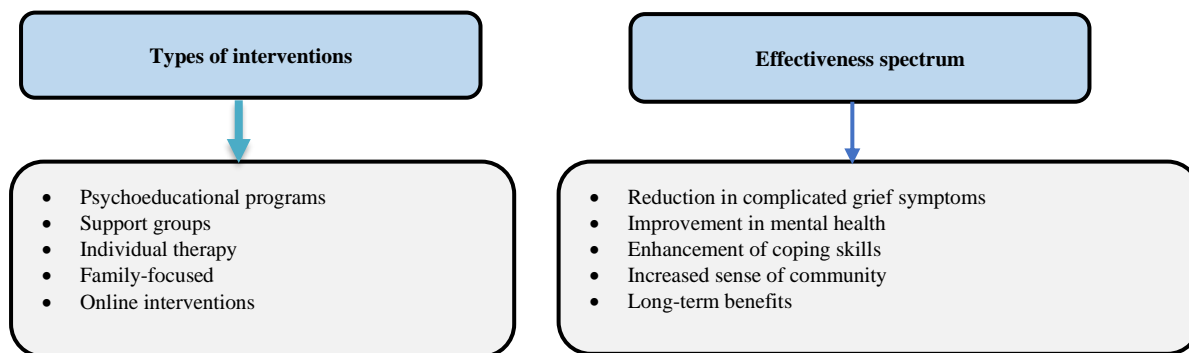 Types of interventions
• Psychoeducational programs
• Support groups
• Individual therapy
• Family-focused
• Online interventions
Effectiveness spectrum
• Reduction in complicated grief symptoms
• Improvement in mental health
• Enhancement of coping skills
• Increased sense of community
• Long-term benefits